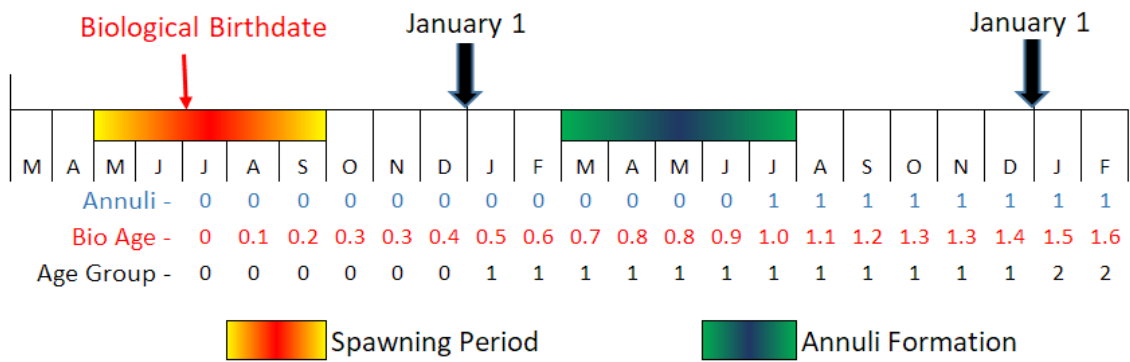 Biological Birthdate January 1 January 1
M A M J J A S O N D J F M A M J J A S O N D J F
Annuli - 0 0 0 0 0 0 0 0 0 0 0 0 1 1 1 1 1 1 1 1
Bio Age - 0 0.1 0.2 0.3 0.3 0.4 0.5 0.6 0.7 0.8 0.8 0.9 1.0 1.1 1.2 1.3 1.3 1.4 1.5 1.6
Age Group - 0 0 0 0 0 0 1 1 1 1 1 1 1 1 1 1 1 1 2 2
Spawning Period Annuli Formation